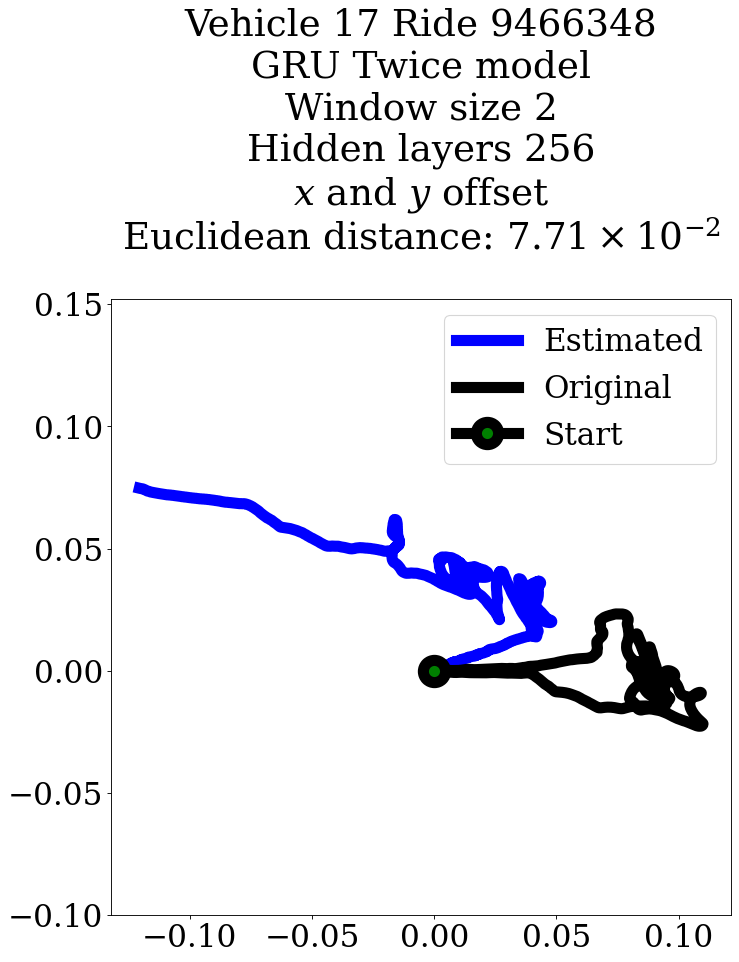 Vehicle 17 Ride 9466348
GRU Twice model
Window size 2
Hidden layers 256
x and y offset
Euclidean distance: 7.71 × 10⁻²
0.15
0.10
0.05
0.00
−0.05
−0.10
Estimated
Original
Start
−0.10 −0.05 0.00 0.05 0.10